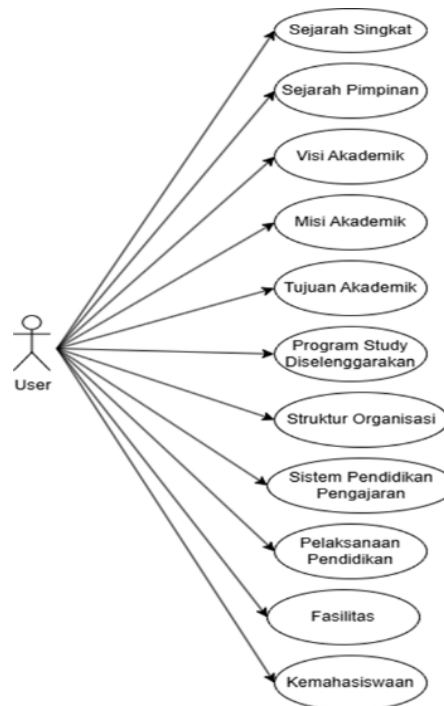 Sejarah Singkat
Sejarah Pimpinan
Visi Akademik
Misi Akademik
Tujuan Akademik
User
Program Study
Diselenggarakan
Struktur Organisasi
Sistem Pendidikan
Pengajaran
Pelaksanaan
Pendidikan
Fasilitas
Kemahasiswaan